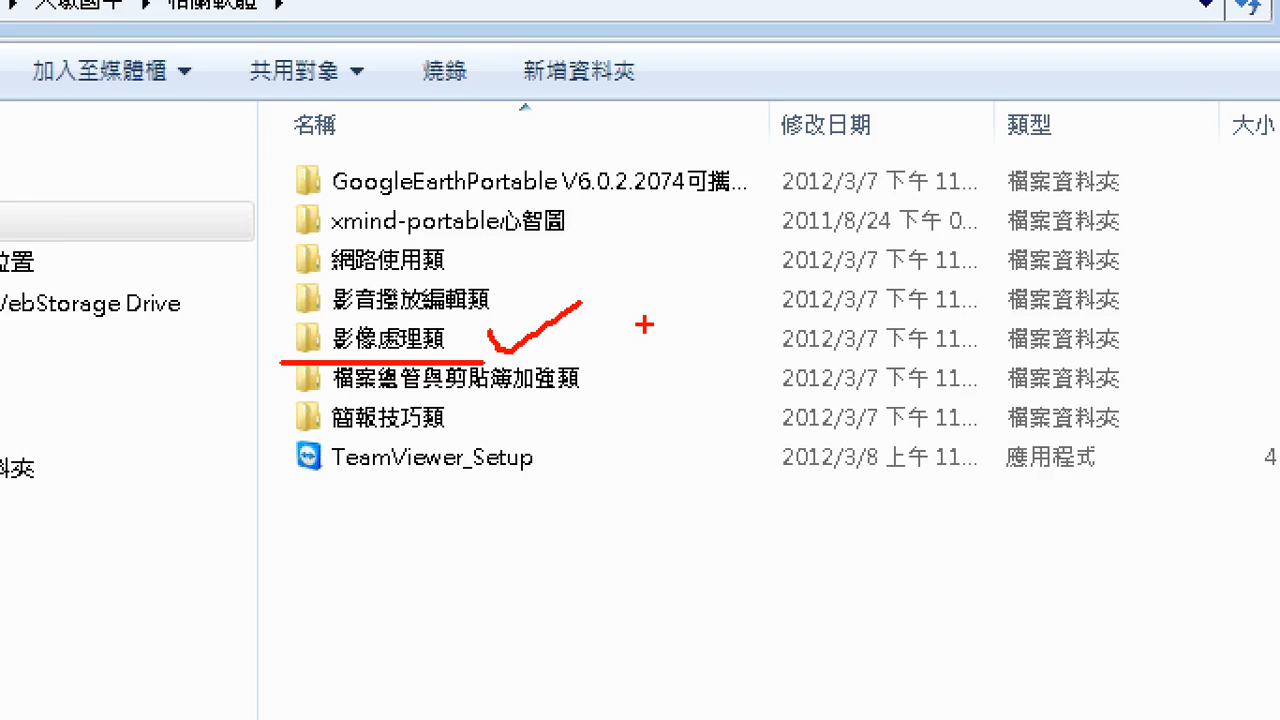 相關軟體
加入至媒體櫃 共用對象 燒錄 新增資料夾
名稱 修改日期 類型 大小
GoogleEarthPortable V6.0.2.2074可攜... 2012/3/7 下午 11... 檔案資料夾
xmind-portable心智圖 2011/8/24 下午 0... 檔案資料夾
位置 網路使用類 2012/3/7 下午 11... 檔案資料夾
WebStorage Drive 影音撥放編輯類 2012/3/7 下午 11... 檔案資料夾
影像處理類 2012/3/7 下午 11... 檔案資料夾
檔案總管與剪貼簿加強類 2012/3/7 下午 11... 檔案資料夾
簡報技巧類 2012/3/7 下午 11... 檔案資料夾
料夾 TeamViewer_Setup 2012/3/8 上午 11... 應用程式 4